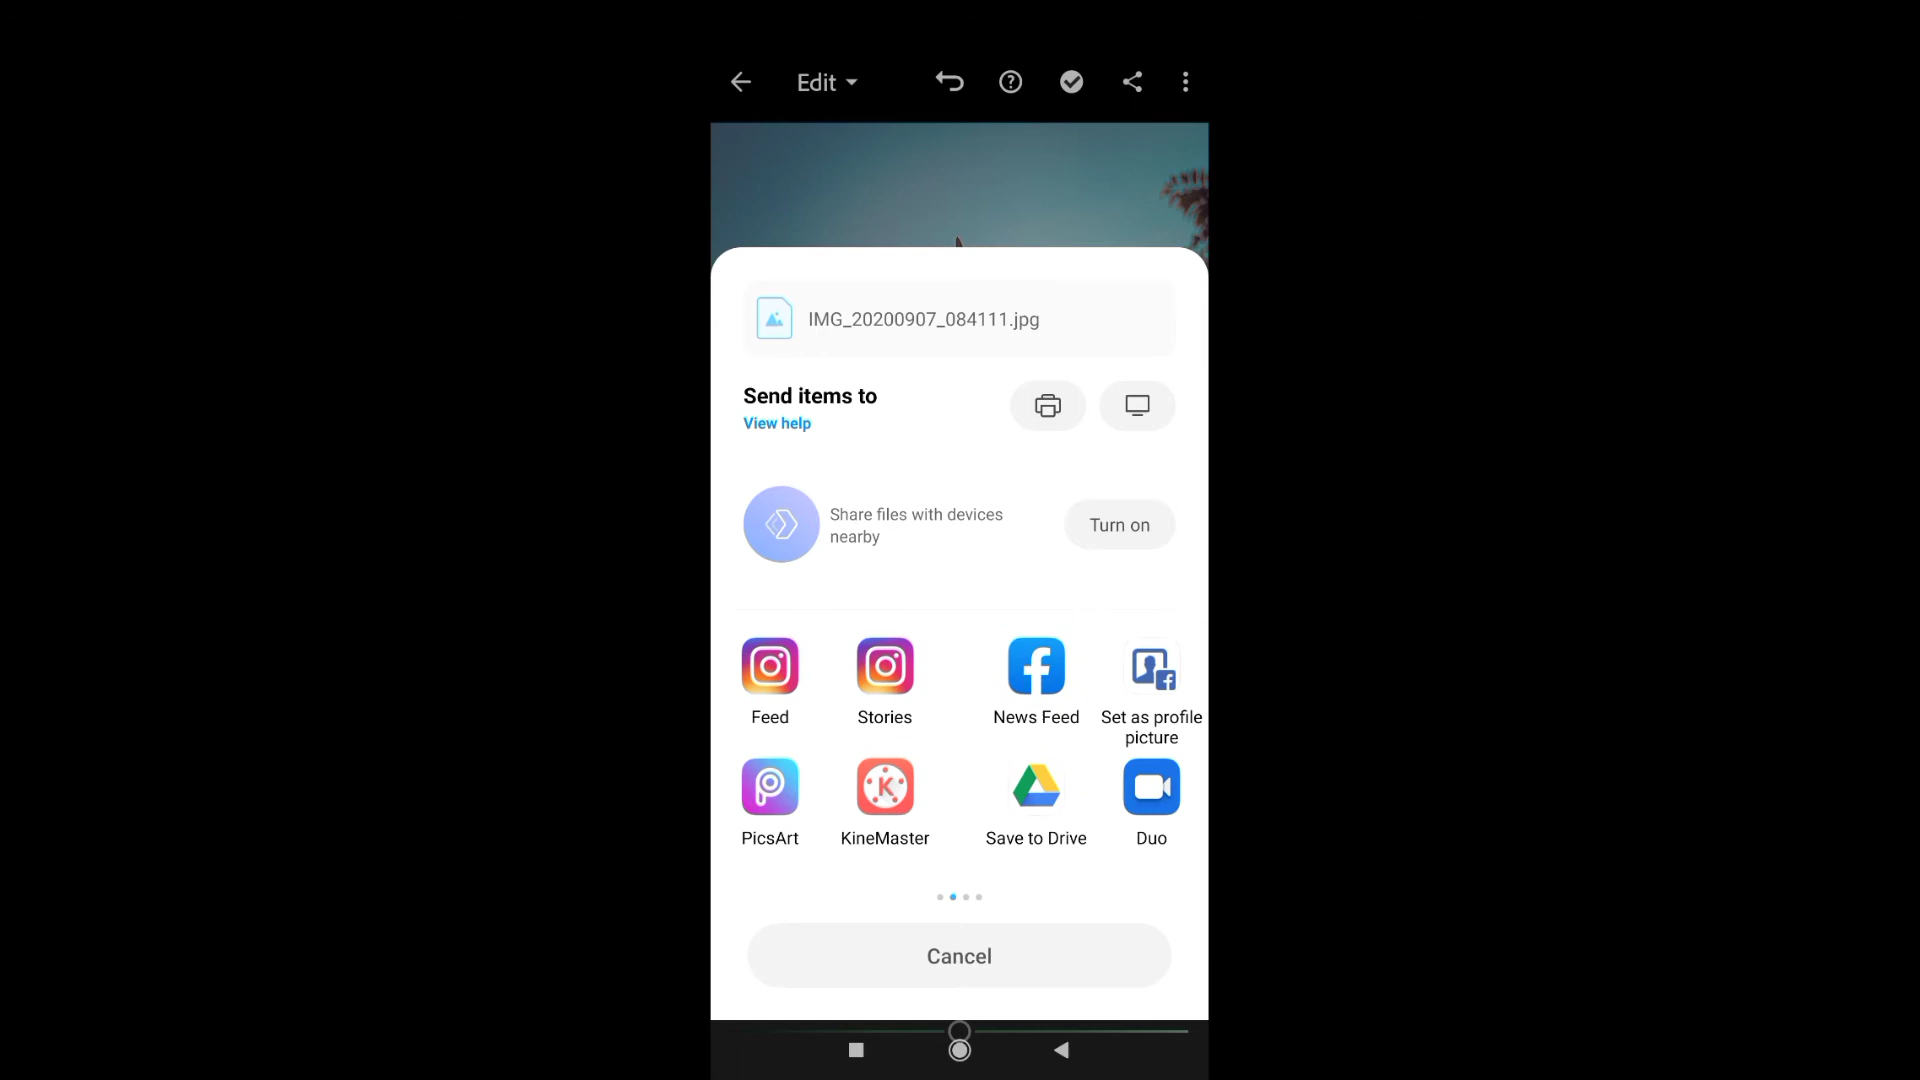 Edit
IMG_20200907_084111.jpg
Send items to
View help
Share files with devices
nearby
Turn on
Feed
Stories
News Feed
Set as profile
picture
PicsArt
KineMaster
Save to Drive
Duo
Cancel